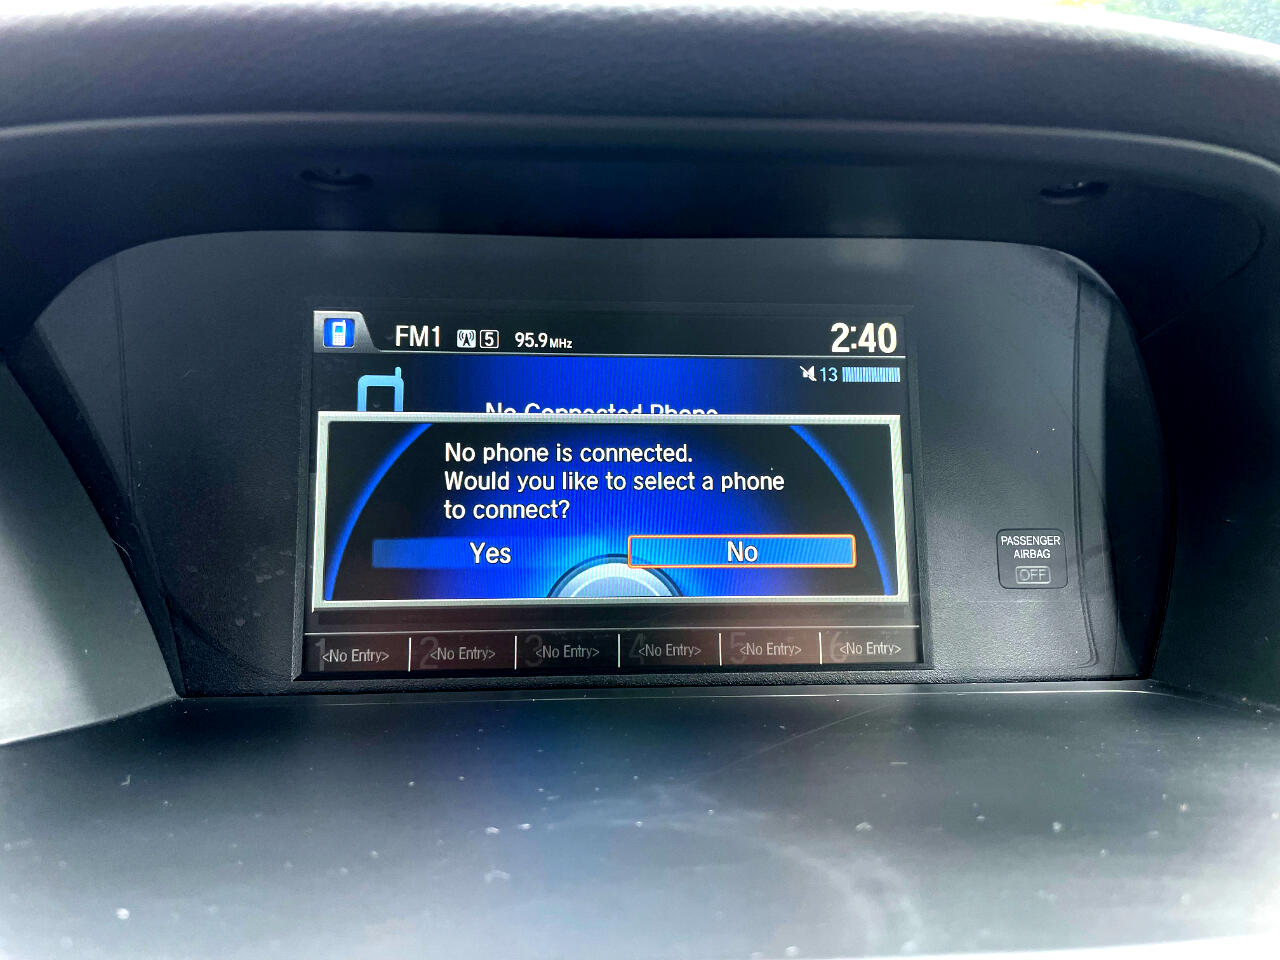 FM1 5 95.9MHz 2:40
13
No Connected Phone
No phone is connected.
Would you like to select a phone
to connect?
Yes No
PASSENGER
AIRBAG
OFF
1 <No Entry> 2 <No Entry> 3 <No Entry> 4 <No Entry> 5 <No Entry> 6 <No Entry>